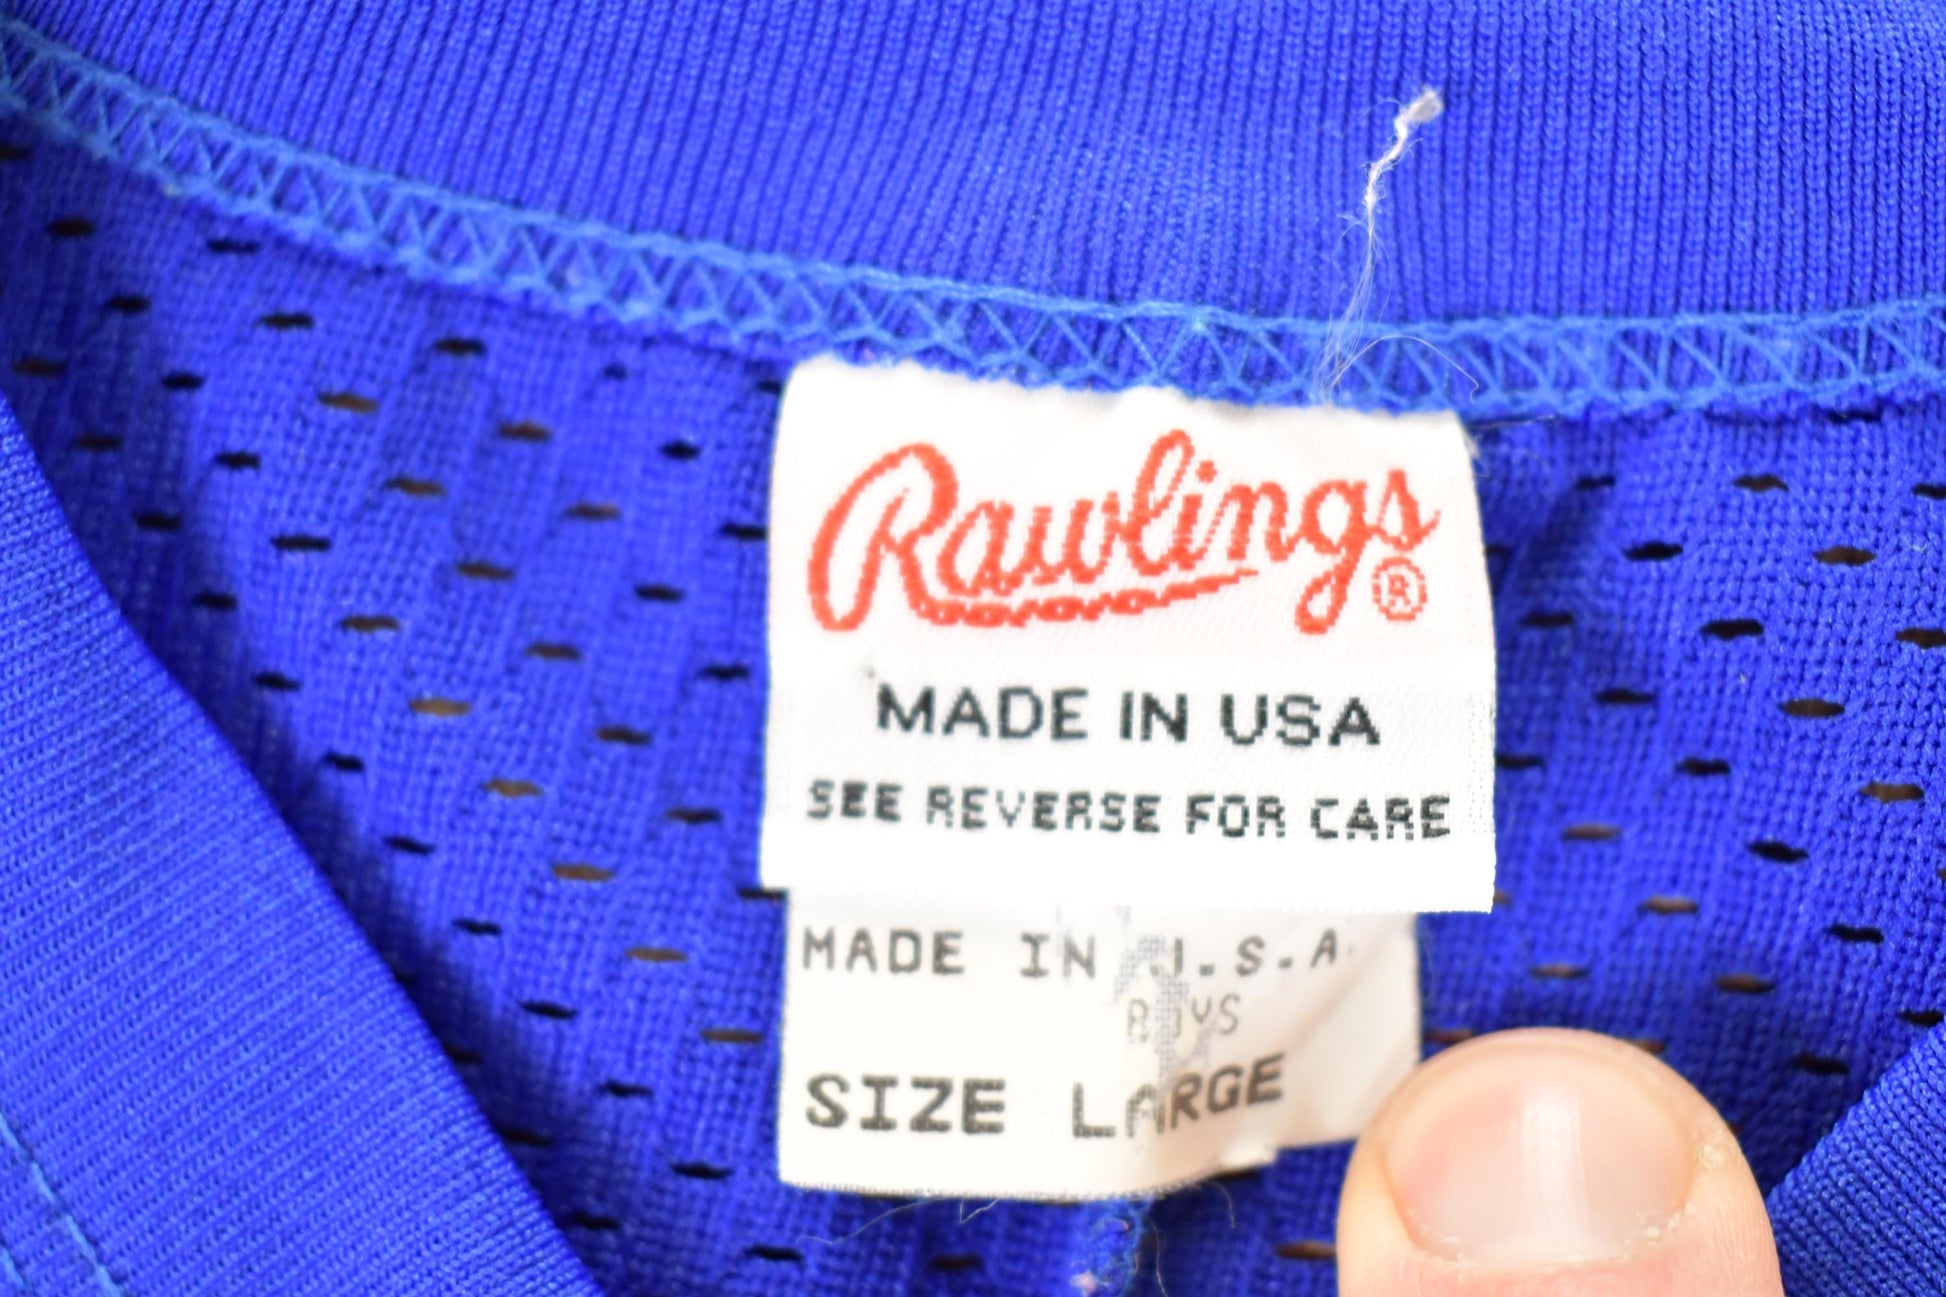 Rawlings®
MADE IN USA
SEE REVERSE FOR CARE
MADE IN U.S.A.
BOYS
SIZE LARGE